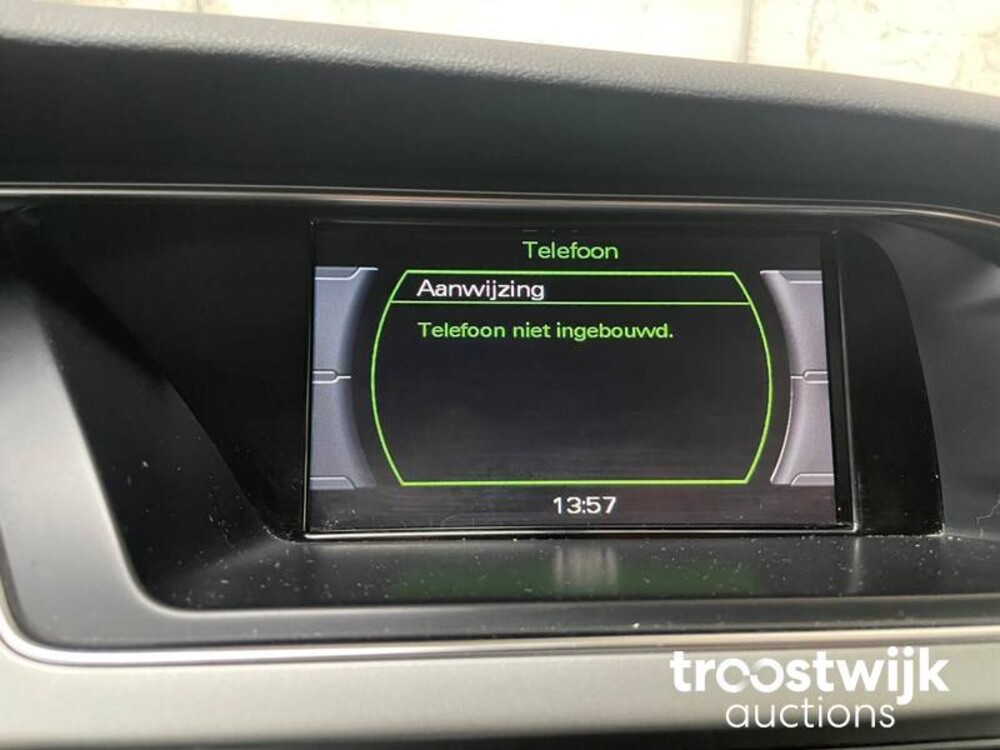 Telefoon
Aanwijzing
Telefoon niet ingebouwd.
13:57
troostwijk
auctions